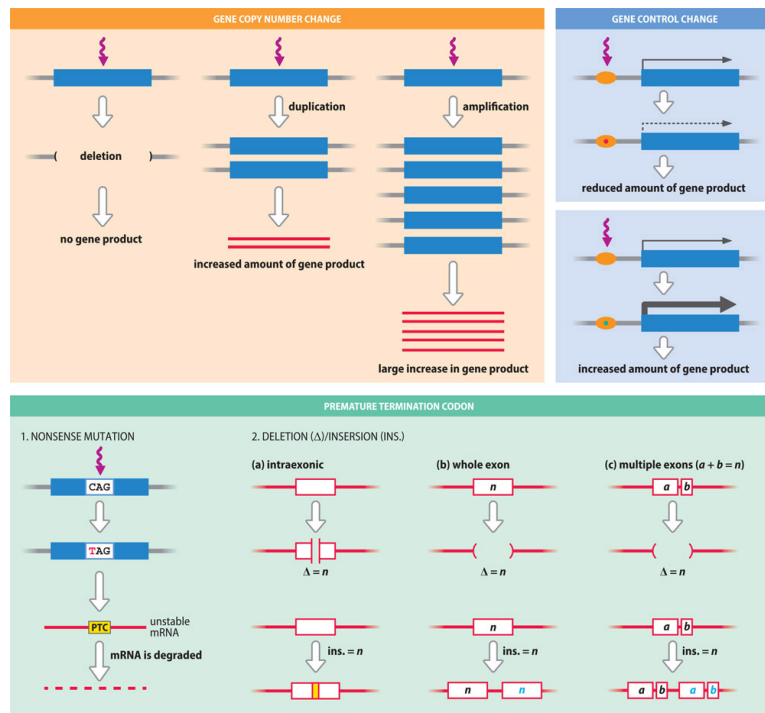 GENE COPY NUMBER CHANGE
duplication
amplification
deletion
no gene product
increased amount of gene product
large increase in gene product
GENE CONTROL CHANGE
reduced amount of gene product
increased amount of gene product
PREMATURE TERMINATION CODON
1. NONSENSE MUTATION
CAG
TAG
PTC
unstable
mRNA
mRNA is degraded
2. DELETION (Δ)/INSERSION (INS.)
(a) intraexonic
Δ = n
ins. = n
(b) whole exon
n
Δ = n
n
ins. = n
n n
(c) multiple exons (a + b = n)
a b
Δ = n
a b
ins. = n
a b a b